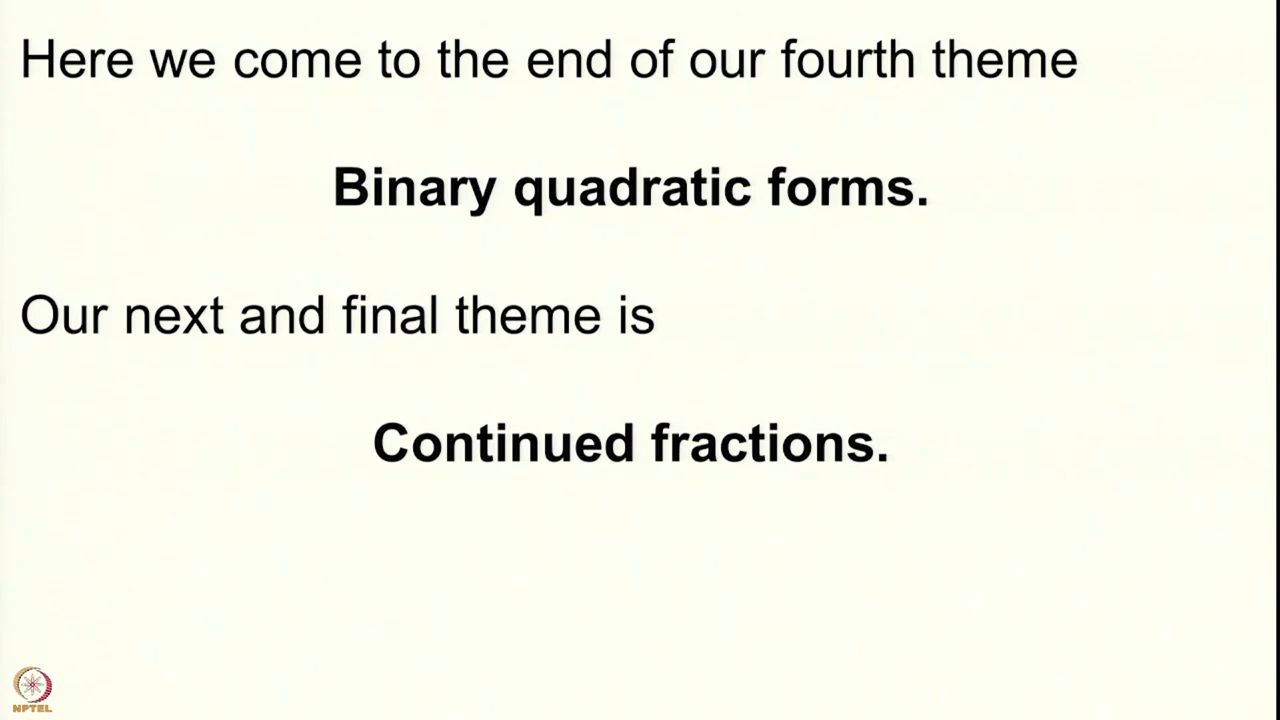 Here we come to the end of our fourth theme
Binary quadratic forms.
Our next and final theme is
Continued fractions.
NPTEL